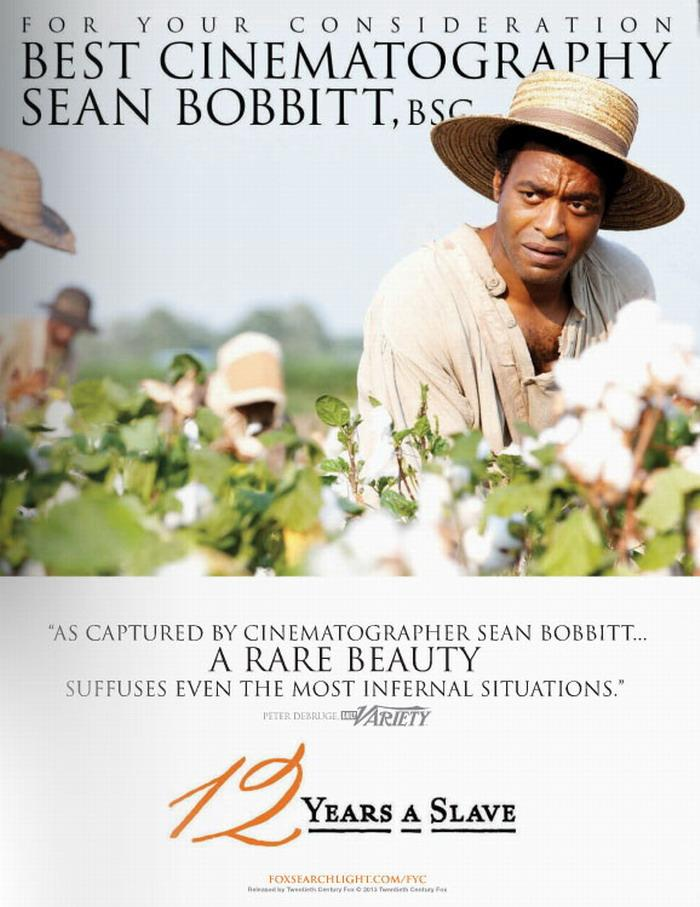 FOR YOUR CONSIDERATION
BEST CINEMATOGRAPHY
SEAN BOBBITT, BSC
“AS CAPTURED BY CINEMATOGRAPHER SEAN BOBBITT...
A RARE BEAUTY
SUFFUSES EVEN THE MOST INFERNAL SITUATIONS.”
PETER DEBRUGE, DAILY VARIETY
12 YEARS A SLAVE
FOXSEARCHLIGHT.COM/FYC
Released by Twentieth Century Fox © 2013 Twentieth Century Fox